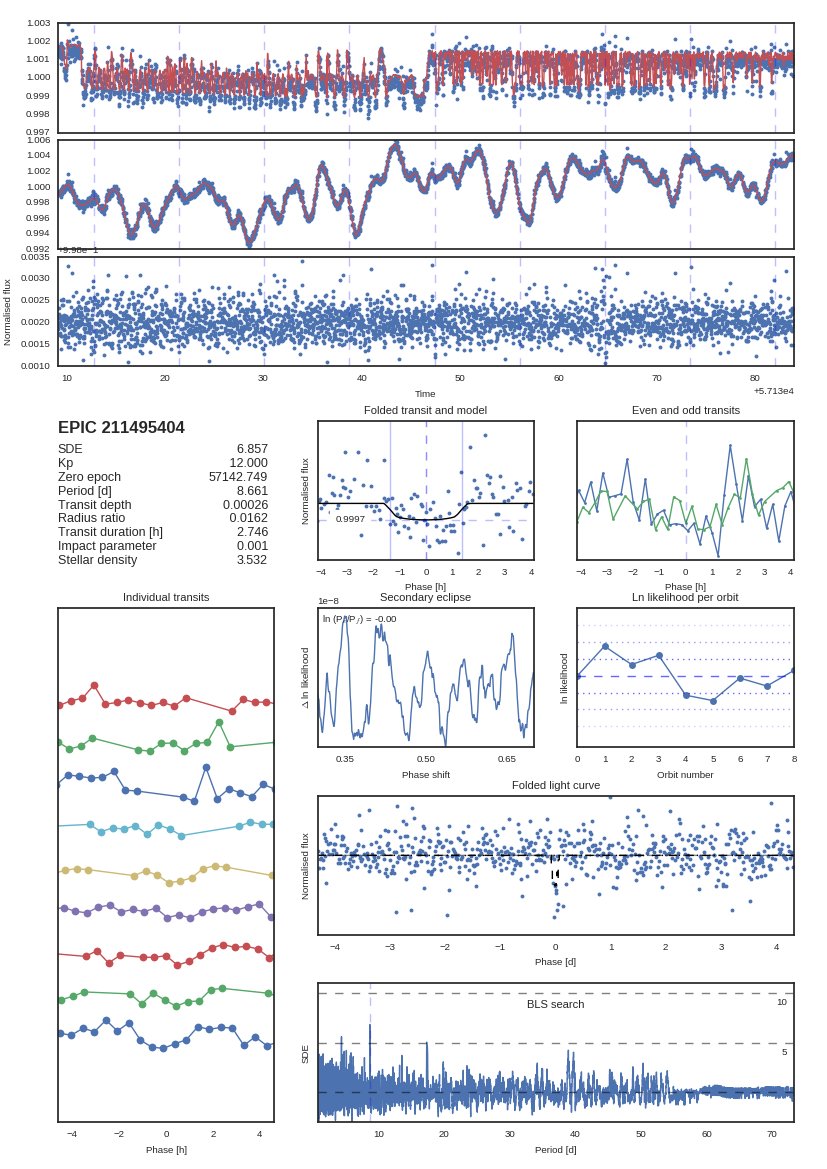 1.003
1.002
1.001
1.000
0.999
0.998
0.997
1.006
1.004
1.002
1.000
0.998
0.996
0.994
0.992
+9.98e−1
0.0035
0.0030
0.0025
0.0020
0.0015
0.0010
Normalised flux
10 20 30 40 50 60 70 80
Time
+5.713e4
EPIC 211495404
SDE 6.857
Kp 12.000
Zero epoch 57142.749
Period [d] 8.661
Transit depth 0.00026
Radius ratio 0.0162
Transit duration [h] 2.746
Impact parameter 0.001
Stellar density 3.532
Folded transit and model
Normalised flux
0.9997
−4 −3 −2 −1 0 1 2 3 4
Phase [h]
Even and odd transits
−4 −3 −2 −1 0 1 2 3 4
Phase [h]
Individual transits
−4 −2 0 2 4
Phase [h]
Secondary eclipse
1e−8
Δ ln likelihood
0.35 0.50 0.65
Phase shift
Ln likelihood per orbit
ln likelihood
0 1 2 3 4 5 6 7 8
Orbit number
Folded light curve
Normalised flux
−4 −3 −2 −1 0 1 2 3 4
Phase [d]
BLS search
10
5
SDE
10 20 30 40 50 60 70
Period [d]